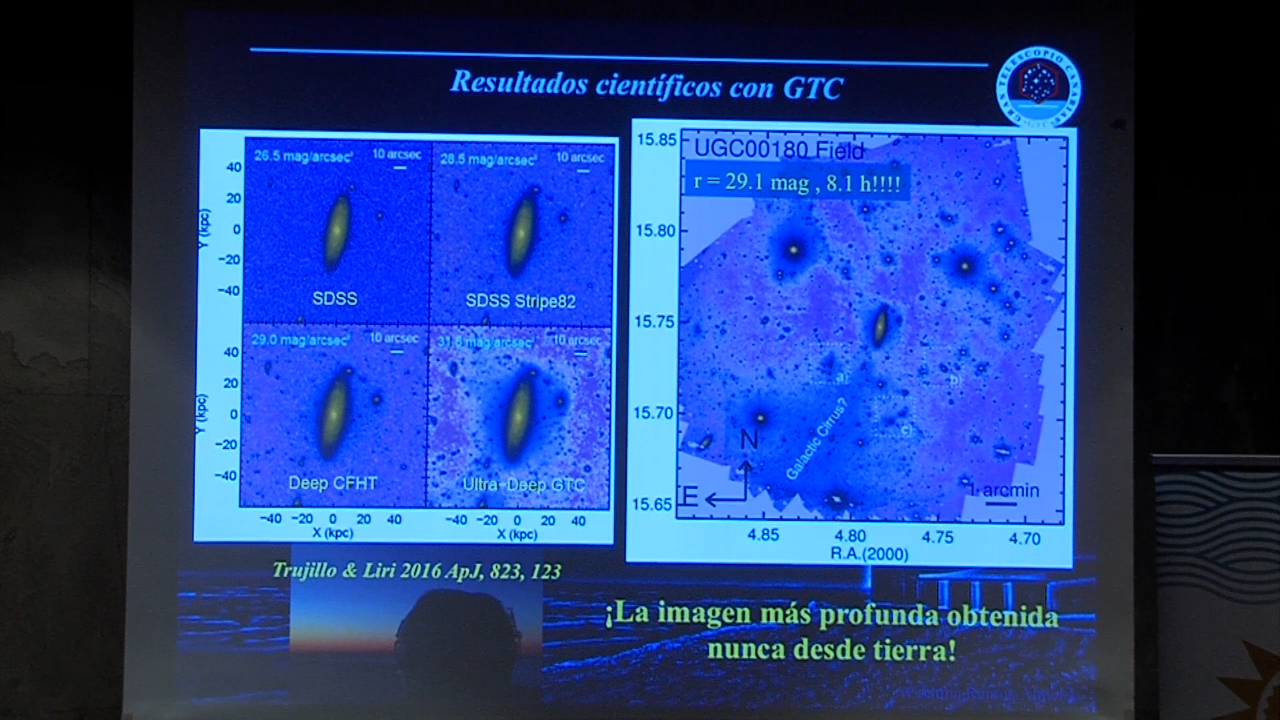 Resultados científicos con GTC
GRAN TELESCOPIO CANARIAS
26.5 mag/arcsec²
10 arcsec
28.5 mag/arcsec²
10 arcsec
SDSS
SDSS Stripe82
29.0 mag/arcsec²
10 arcsec
mag/arcsec²
10 arcsec
Deep CFHT
Ultra-Deep GTC
Y (kpc)
40
20
0
−20
−40
Y (kpc)
40
20
0
−20
−40
−40 −20 0 20 40
−40 −20 0 20 40
X (kpc)
X (kpc)
UGC00180 Field
r = 29.1 mag , 8.1 h!!!!
15.85
15.80
15.75
15.70
15.65
a
b
c
Galactic Cirrus?
N
E
1 arcmin
4.85 4.80 4.75 4.70
R.A.(2000)
Trujillo & Liri 2016 ApJ, 823, 123
¡La imagen más profunda obtenida
nunca desde tierra!